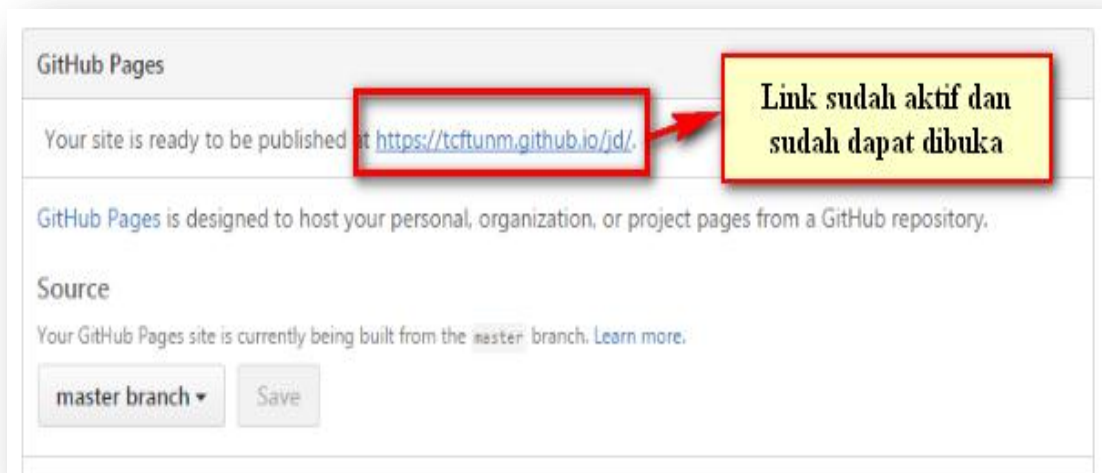 GitHub Pages
Your site is ready to be published at https://tcftunm.github.io/jd/.
Link sudah aktif dan
sudah dapat dibuka
GitHub Pages is designed to host your personal, organization, or project pages from a GitHub repository.
Source
Your GitHub Pages site is currently being built from the master branch. Learn more.
master branch
Save